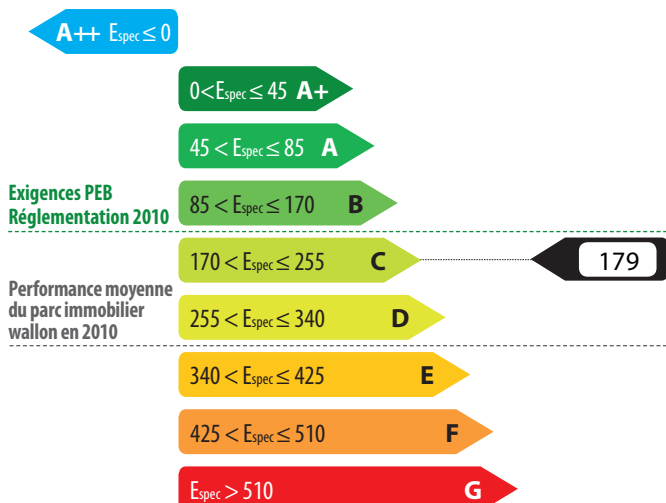 A++ Espec ≤ 0
0<Espec ≤ 45 A+
45 < Espec ≤ 85 A
Exigences PEB
Réglementation 2010
85 < Espec ≤ 170 B
170 < Espec ≤ 255 C
179
Performance moyenne
du parc immobilier
wallon en 2010
255 < Espec ≤ 340 D
340 < Espec ≤ 425 E
425 < Espec ≤ 510 F
Espec > 510 G